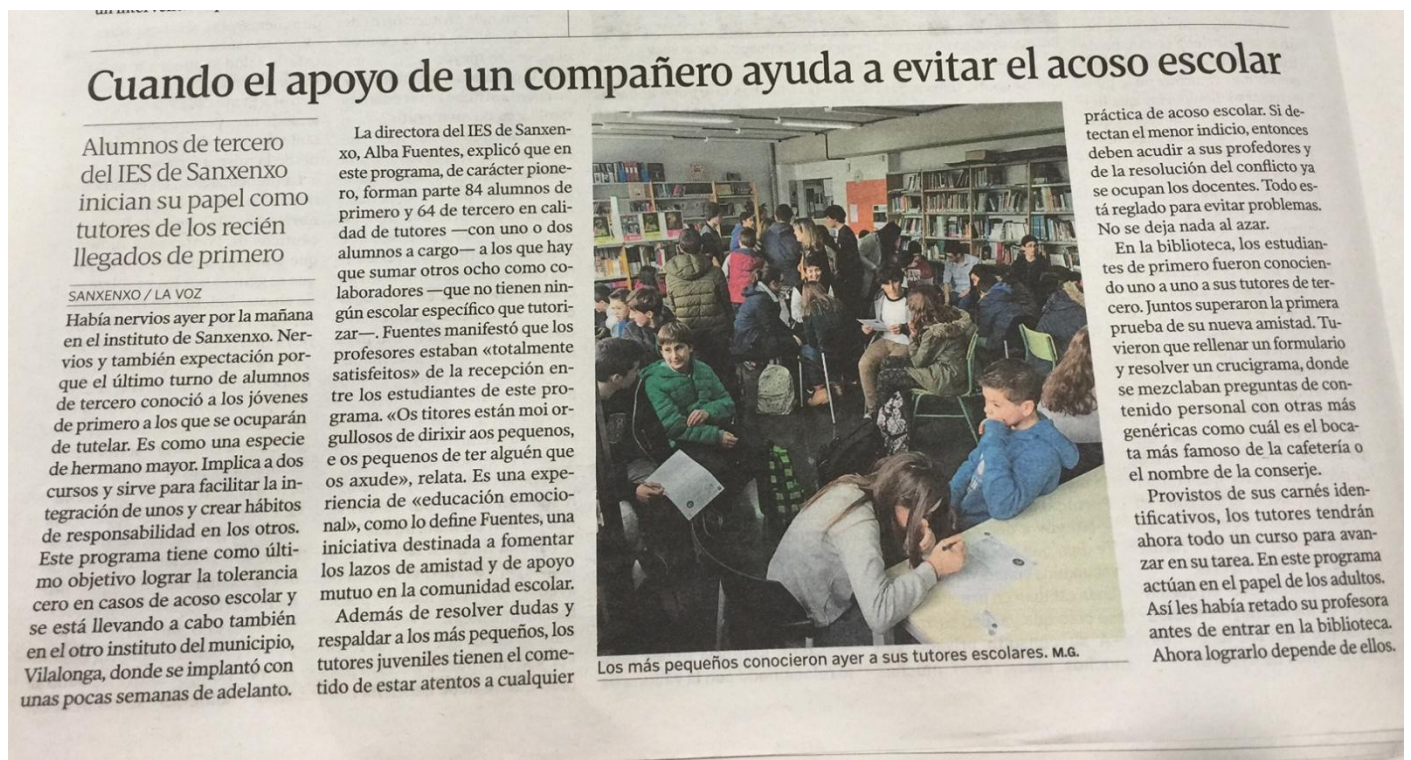 Cuando el apoyo de un compañero ayuda a evitar el acoso escolar
Alumnos de tercero
del IES de Sanxenxo
inician su papel como
tutores de los recién
llegados de primero
SANXENXO / LA VOZ
Había nervios ayer por la mañana
en el instituto de Sanxenxo. Ner-
vios y también expectación por-
que el último turno de alumnos
de tercero conoció a los jóvenes
de primero a los que se ocuparán
de tutelar. Es como una especie
de hermano mayor. Implica a dos
cursos y sirve para facilitar la in-
tegración de unos y crear hábitos
de responsabilidad en los otros.
Este programa tiene como últi-
mo objetivo lograr la tolerancia
cero en casos de acoso escolar y
se está llevando a cabo también
en el otro instituto del municipio,
Vilalonga, donde se implantó con
unas pocas semanas de adelanto.
La directora del IES de Sanxen-
xo, Alba Fuentes, explicó que en
este programa, de carácter pione-
ro, forman parte 84 alumnos de
primero y 64 de tercero en cali-
dad de tutores —con uno o dos
alumnos a cargo— a los que hay
que sumar otros ocho como co-
laboradores —que no tienen nin-
gún escolar específico que tutori-
zar—. Fuentes manifestó que los
profesores estaban «totalmente
satisfeitos» de la recepción en-
tre los estudiantes de este pro-
grama. «Os titores están moi or-
gullosos de dirixir aos pequenos,
e os pequenos de ter alguén que
os axude», relata. Es una expe-
riencia de «educación emocio-
nal», como lo define Fuentes, una
iniciativa destinada a fomentar
los lazos de amistad y de apoyo
mutuo en la comunidad escolar.
Además de resolver dudas y
respaldar a los más pequeños, los
tutores juveniles tienen el come-
tido de estar atentos a cualquier
Los más pequeños conocieron ayer a sus tutores escolares. M.G.
práctica de acoso escolar. Si de-
tectan el menor indicio, entonces
deben acudir a sus profedores y
de la resolución del conflicto ya
se ocupan los docentes. Todo es-
tá reglado para evitar problemas.
No se deja nada al azar.
En la biblioteca, los estudian-
tes de primero fueron conocien-
do uno a uno a sus tutores de ter-
cero. Juntos superaron la primera
prueba de su nueva amistad. Tu-
vieron que rellenar un formulario
y resolver un crucigrama, donde
se mezclaban preguntas de con-
tenido personal con otras más
genéricas como cuál es el boca-
ta más famoso de la cafetería o
el nombre de la conserje.
Provistos de sus carnés iden-
tificativos, los tutores tendrán
ahora todo un curso para avan-
zar en su tarea. En este programa
actúan en el papel de los adultos.
Así les había retado su profesora
antes de entrar en la biblioteca.
Ahora lograrlo depende de ellos.